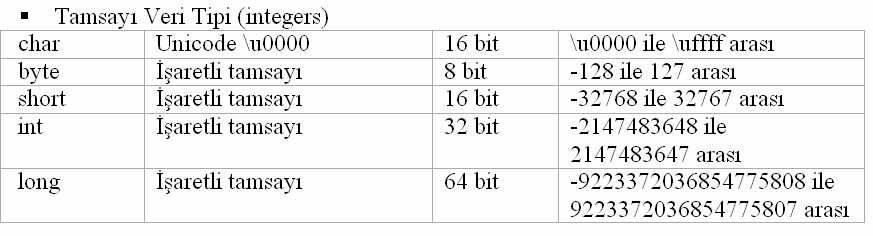 ▪ Tamsayı Veri Tipi (integers)
char Unicode \u0000 16 bit \u0000 ile \uffff arası
byte İşaretli tamsayı 8 bit -128 ile 127 arası
short İşaretli tamsayı 16 bit -32768 ile 32767 arası
int İşaretli tamsayı 32 bit -2147483648 ile
2147483647 arası
long İşaretli tamsayı 64 bit -9223372036854775808 ile
9223372036854775807 arası